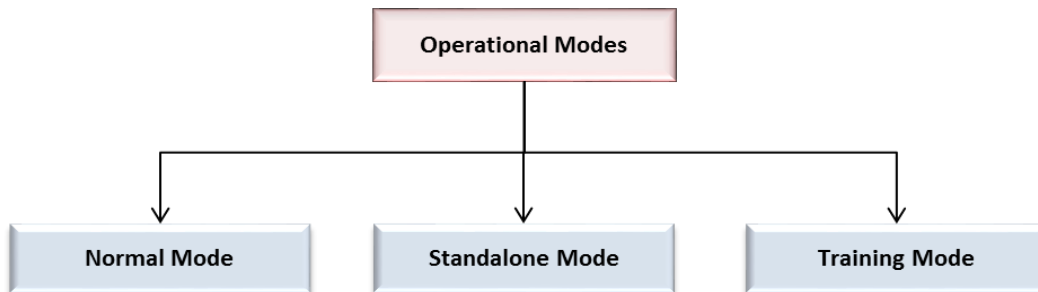 Operational Modes
Normal Mode
Standalone Mode
Training Mode